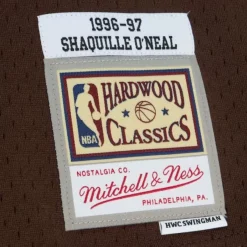 1996-97
SHAQUILLE O'NEAL
HARDWOOD
NBA
CLASSICS
NOSTALGIA CO.
Mitchell & Ness
PHILADELPHIA, PA.
HWC SWINGMAN